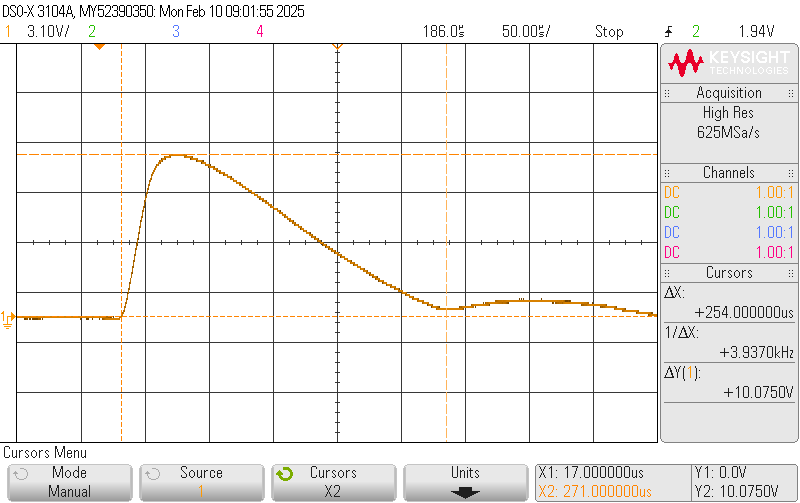 DSO-X 3104A, MY52390350: Mon Feb 10 09:01:55 2025
1 3.10V/ 2 3 4 186.0s 50.00s/ Stop 2 1.94V
KEYSIGHT
TECHNOLOGIES
Acquisition
High Res
625MSa/s
Channels
DC 1.00:1
DC 1.00:1
DC 1.00:1
DC 1.00:1
Cursors
ΔX:
+254.000000us
1/ΔX:
+3.9370kHz
ΔY(1):
+10.0750V
1
Cursors Menu
Mode
Manual
Source
1
Cursors
X2
Units
X1: 17.000000us
X2: 271.000000us
Y1: 0.0V
Y2: 10.0750V